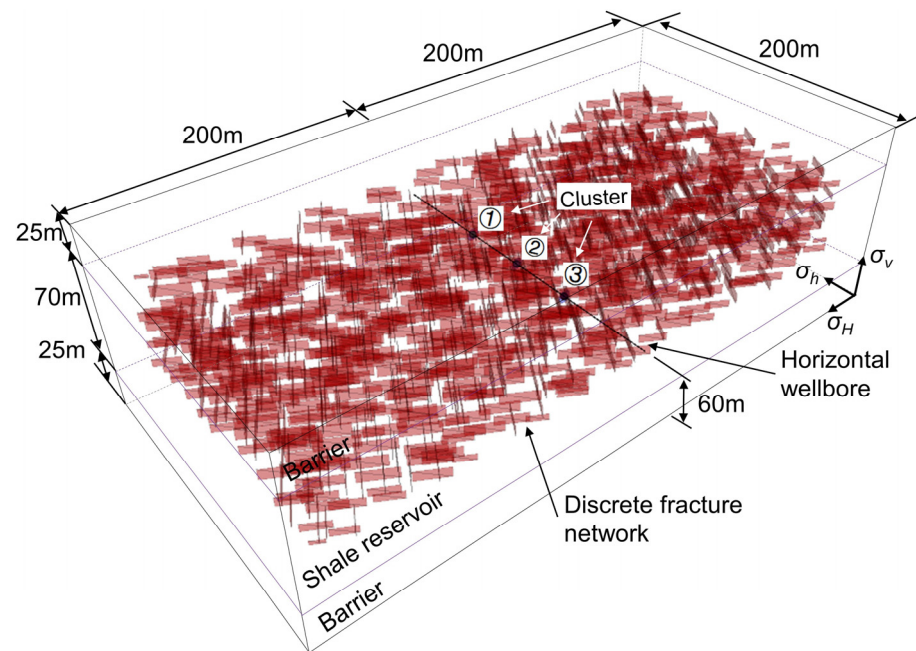 200m
200m
200m
25m
70m
25m
Cluster
①
②
③
σv
σh
σH
Horizontal
wellbore
60m
Barrier
Discrete fracture
network
Shale reservoir
Barrier